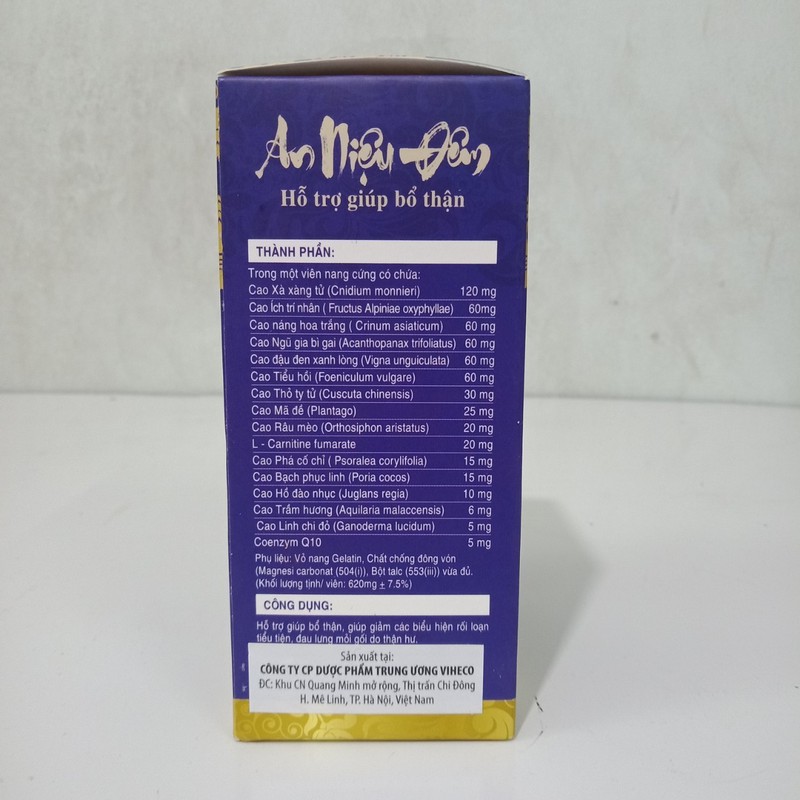 An Niệu Đêm
Hỗ trợ giúp bổ thận
THÀNH PHẦN:
Trong một viên nang cứng có chứa:
Cao Xà xàng tử (Cnidium monnieri) 120 mg
Cao Ích trí nhân ( Fructus Alpiniae oxyphyllae) 60mg
Cao náng hoa trắng ( Crinum asiaticum) 60 mg
Cao Ngũ gia bì gai (Acanthopanax trifoliatus) 60 mg
Cao đậu đen xanh lòng (Vigna unguiculata) 60 mg
Cao Tiểu hồi (Foeniculum vulgare) 60 mg
Cao Thỏ ty tử (Cuscuta chinensis) 30 mg
Cao Mã đề (Plantago) 25 mg
Cao Râu mèo (Orthosiphon aristatus) 20 mg
L - Carnitine fumarate 20 mg
Cao Phá cố chỉ ( Psoralea corylifolia) 15 mg
Cao Bạch phục linh (Poria cocos) 15 mg
Cao Hồ đào nhục (Juglans regia) 10 mg
Cao Trầm hương (Aquilaria malaccensis) 6 mg
Cao Linh chi đỏ (Ganoderma lucidum) 5 mg
Coenzym Q10 5 mg
Phụ liệu: Vỏ nang Gelatin, Chất chống đông vón
(Magnesi carbonat (504(i)), Bột talc (553(iii)) vừa đủ.
(Khối lượng tịnh/ viên: 620mg ± 7.5%)
CÔNG DỤNG:
Hỗ trợ giúp bổ thận, giúp giảm các biểu hiện rối loạn
tiểu tiện, đau lưng mỏi gối do thận hư.
Sản xuất tại:
CÔNG TY CP DƯỢC PHẨM TRUNG ƯƠNG VIHECO
ĐC: Khu CN Quang Minh mở rộng, Thị trấn Chi Đông
H. Mê Linh, TP. Hà Nội, Việt Nam